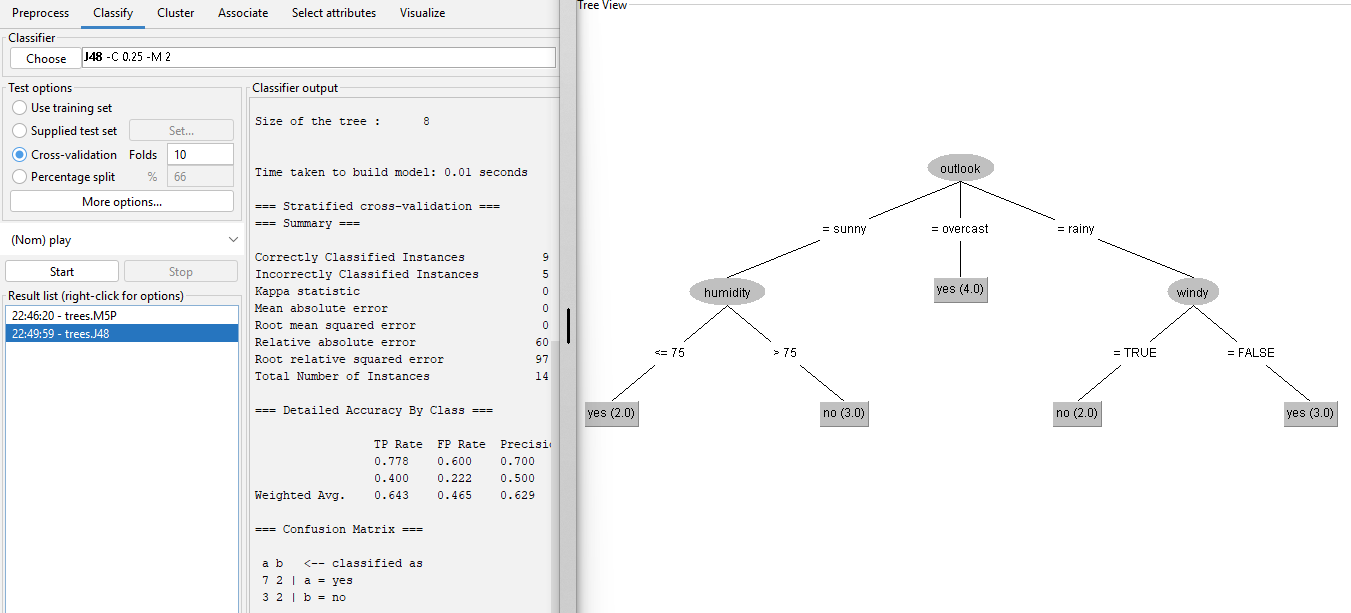 Preprocess Classify Cluster Associate Select attributes Visualize
Classifier
Choose J48 -C 0.25 -M 2
Test options
Use training set
Supplied test set Set...
Cross-validation Folds 10
Percentage split % 66
More options...
(Nom) play
Start Stop
Result list (right-click for options)
22:46:20 - trees.M5P
22:49:59 - trees.J48
Classifier output
Size of the tree : 8
Time taken to build model: 0.01 seconds
=== Stratified cross-validation ===
=== Summary ===
Correctly Classified Instances 9
Incorrectly Classified Instances 5
Kappa statistic 0
Mean absolute error 0
Root mean squared error 0
Relative absolute error 60
Root relative squared error 97
Total Number of Instances 14
=== Detailed Accuracy By Class ===
TP Rate FP Rate Precisi
0.778 0.600 0.700
0.400 0.222 0.500
Weighted Avg. 0.643 0.465 0.629
=== Confusion Matrix ===
a b <-- classified as
7 2 | a = yes
3 2 | b = no
Tree View
outlook
= sunny = overcast = rainy
humidity yes (4.0) windy
<= 75 > 75 = TRUE = FALSE
yes (2.0) no (3.0) no (2.0) yes (3.0)